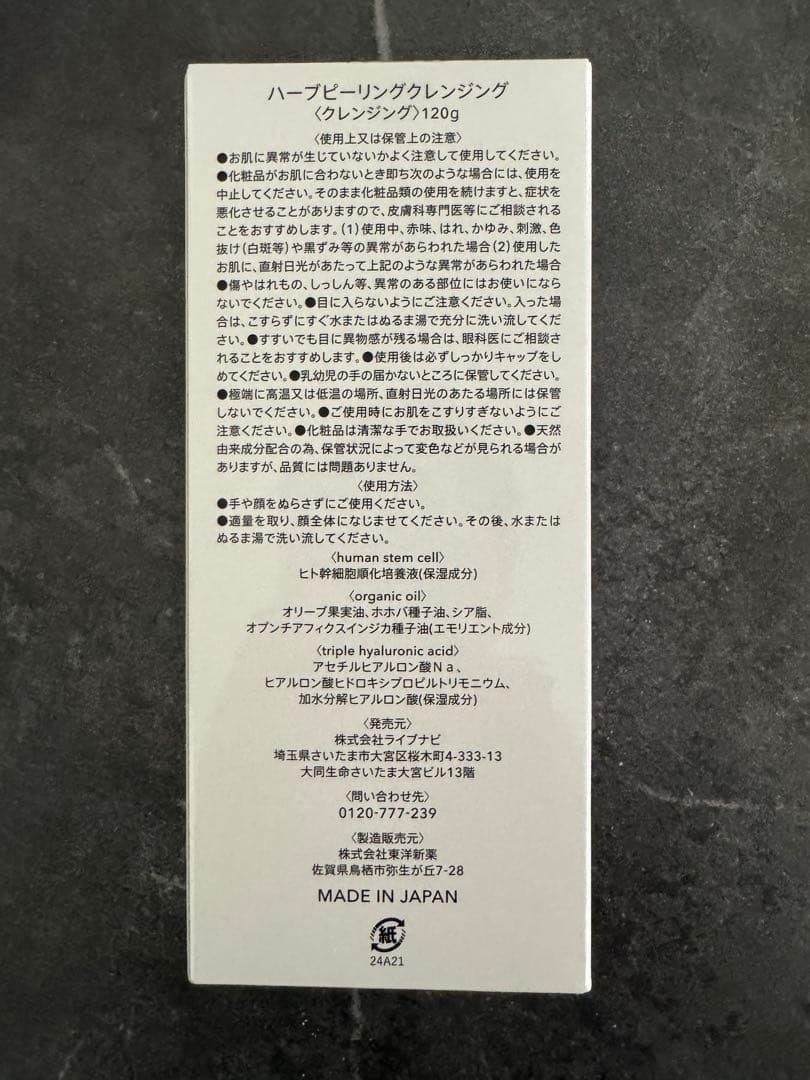 ハーブピーリングクレンジング
〈クレンジング〉120g
〈使用上又は保管上の注意〉
●お肌に異常が生じていないかよく注意して使用してください。
●化粧品がお肌に合わないとき即ち次のような場合には、使用を
中止してください。そのまま化粧品類の使用を続けますと、症状を
悪化させることがありますので、皮膚科専門医等にご相談される
ことをおすすめします。(1)使用中、赤味、はれ、かゆみ、刺激、色
抜け(白斑等)や黒ずみ等の異常があらわれた場合(2)使用した
お肌に、直射日光があたって上記のような異常があらわれた場合
●傷やはれもの、しっしん等、異常のある部位にはお使いになら
ないでください。●目に入らないようにご注意ください。入った場
合は、こすらずにすぐ水またはぬるま湯で充分に洗い流してくだ
さい。●すすいでも目に異物感が残る場合は、眼科医にご相談さ
れることをおすすめします。●使用後は必ずしっかりキャップをし
めてください。●乳幼児の手の届かないところに保管してください。
●極端に高温又は低温の場所、直射日光のあたる場所には保管
しないでください。●ご使用時にお肌をこすりすぎないようにご
注意ください。●化粧品は清潔な手でお取扱いください。●天然
由来成分配合の為、保管状況によって変色などが見られる場合が
ありますが、品質には問題ありません。
〈使用方法〉
●手や顔をぬらさずにご使用ください。
●適量を取り、顔全体になじませてください。その後、水または
ぬるま湯で洗い流してください。
〈human stem cell〉
ヒト幹細胞順化培養液(保湿成分)
〈organic oil〉
オリーブ果実油、ホホバ種子油、シア脂、
オプンチアフィクスインジカ種子油(エモリエント成分)
〈triple hyaluronic acid〉
アセチルヒアルロン酸Na、
ヒアルロン酸ヒドロキシプロピルトリモニウム、
加水分解ヒアルロン酸(保湿成分)
〈発売元〉
株式会社ライブナビ
埼玉県さいたま市大宮区桜木町4-333-13
大同生命さいたま大宮ビル13階
〈問い合わせ先〉
0120-777-239
〈製造販売元〉
株式会社東洋新薬
佐賀県鳥栖市弥生が丘7-28
MADE IN JAPAN
紙
24A21